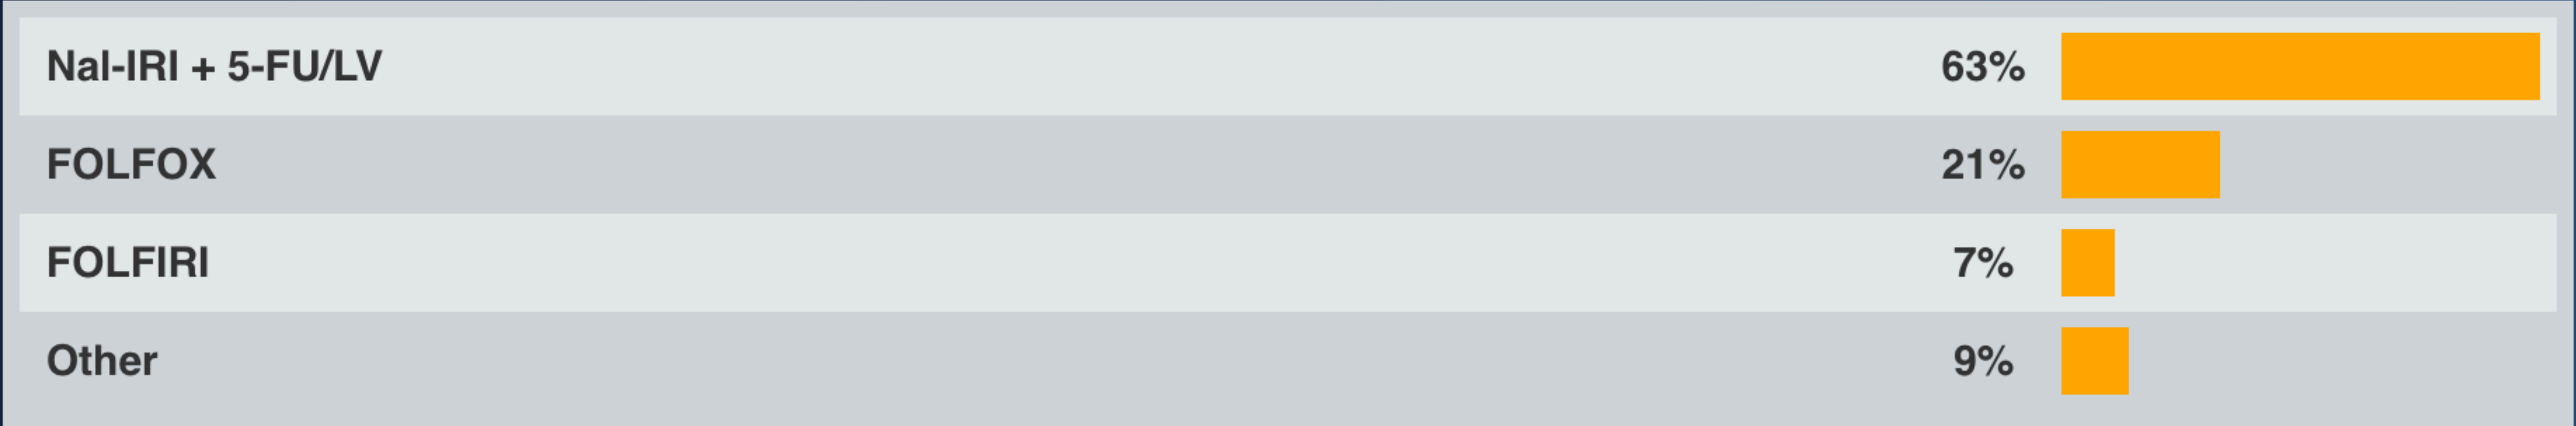 Nal-IRI + 5-FU/LV 63%
FOLFOX 21%
FOLFIRI 7%
Other 9%